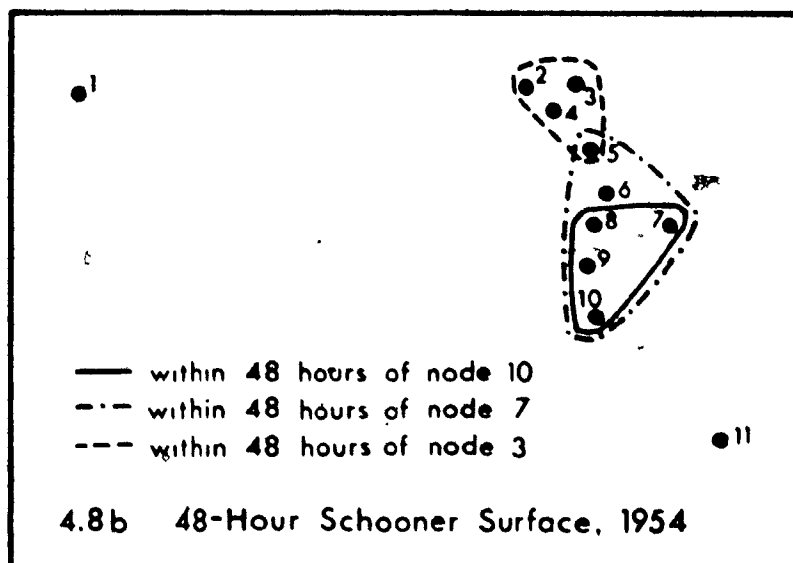 1
2
3
4
5
6
8
7
9
10
within 48 hours of node 10
within 48 hours of node 7
within 48 hours of node 3
11
4.8b 48-Hour Schooner Surface, 1954